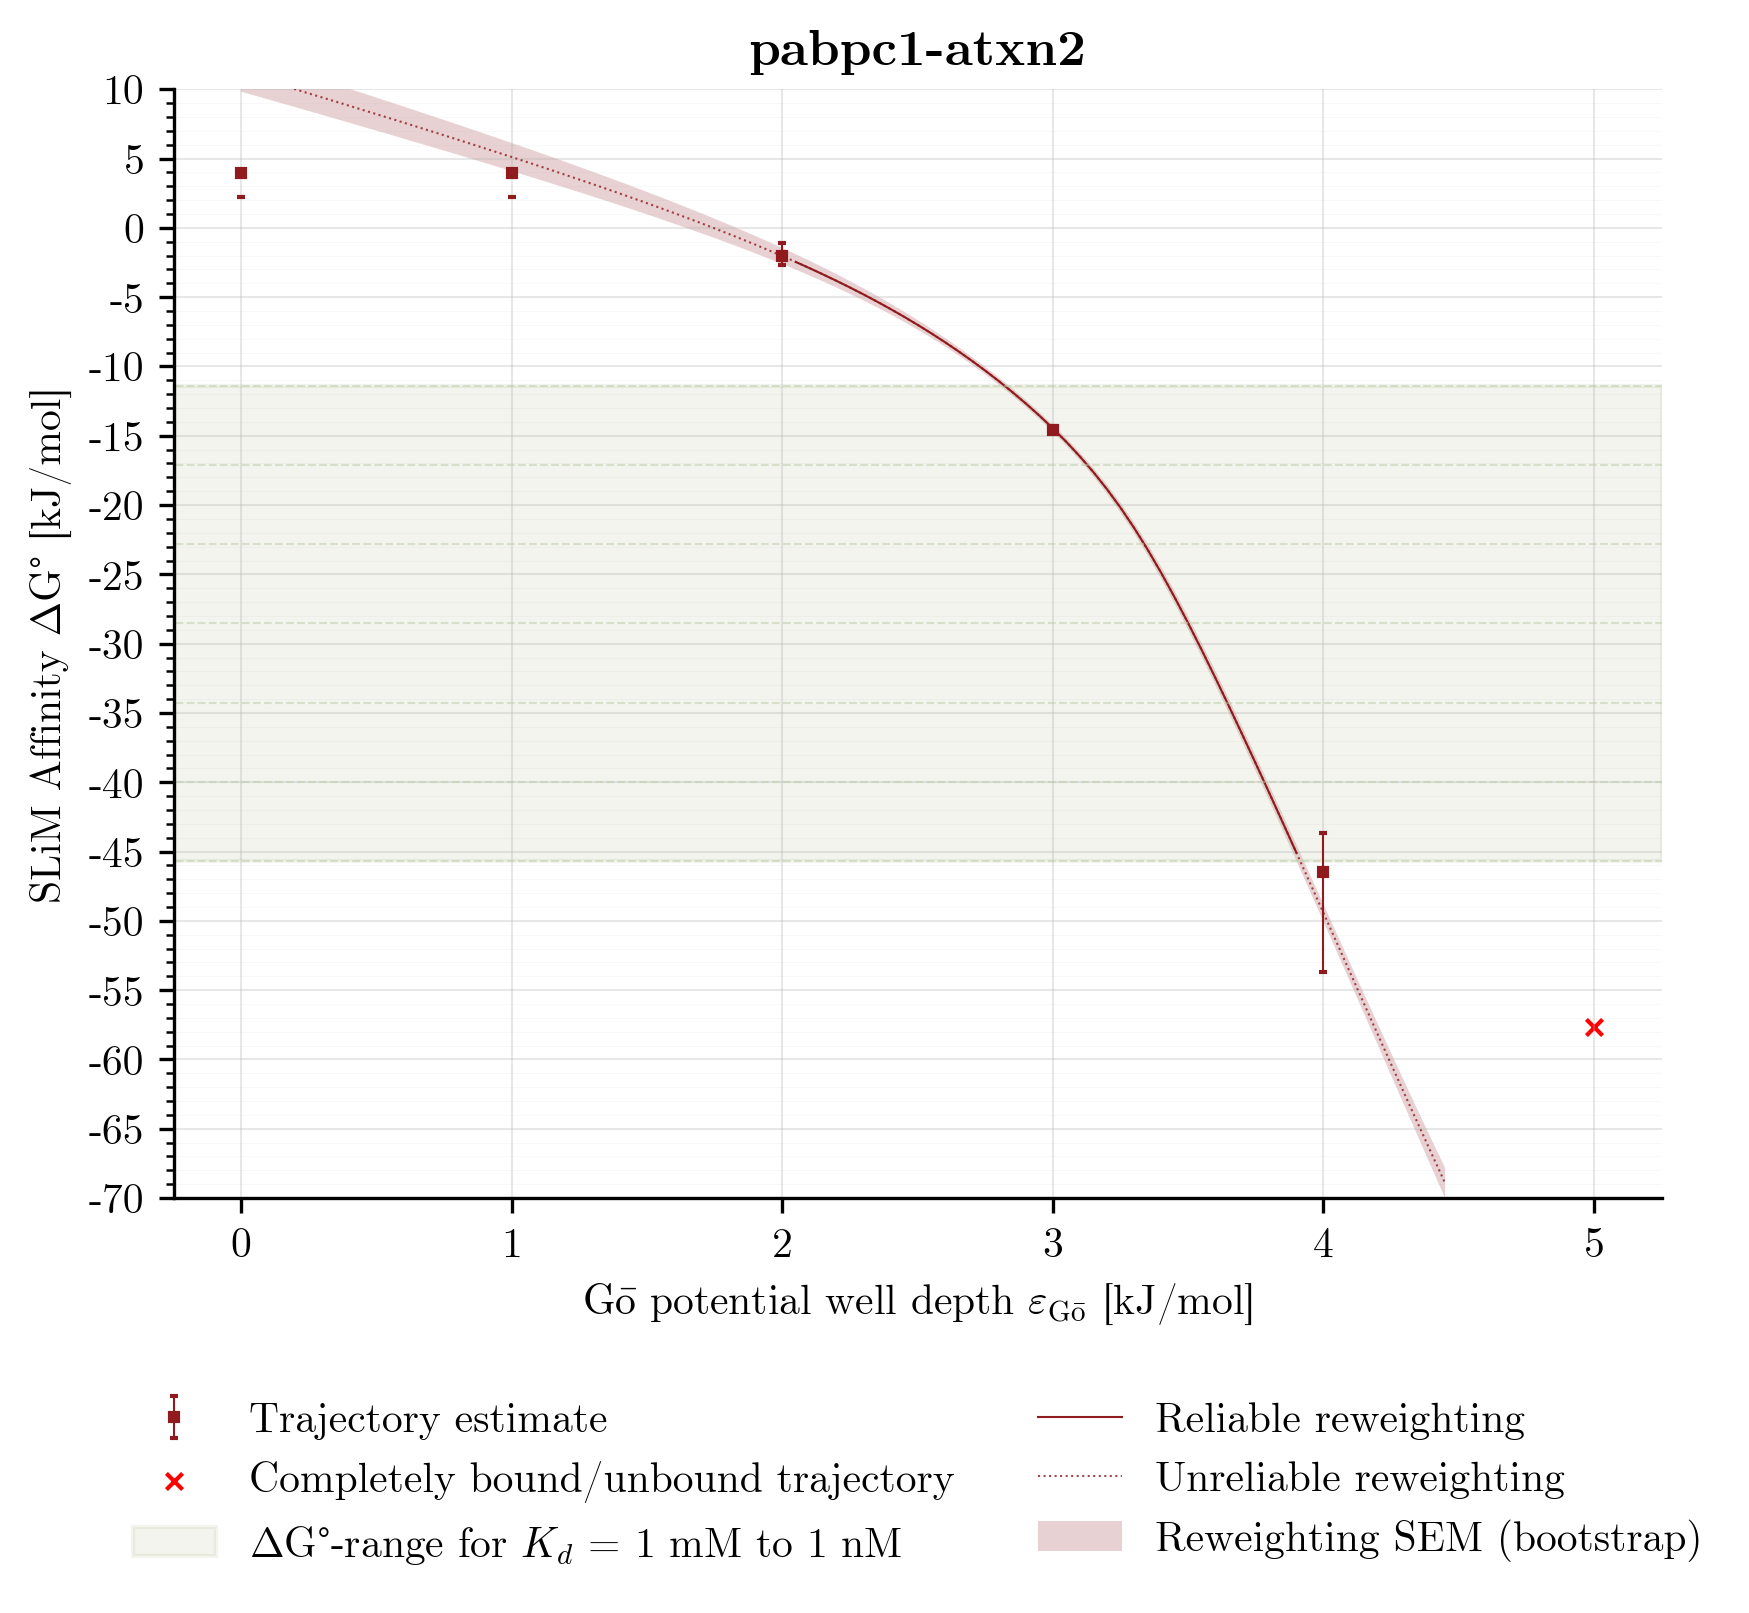 pabpc1-atxn2
10
5
0
-5
-10
-15
-20
-25
-30
-35
-40
-45
-50
-55
-60
-65
-70
SLiM Affinity ΔG° [kJ/mol]
0 1 2 3 4 5
Gō potential well depth ε_Gō [kJ/mol]
Trajectory estimate
Completely bound/unbound trajectory
ΔG°-range for K_d = 1 mM to 1 nM
Reliable reweighting
Unreliable reweighting
Reweighting SEM (bootstrap)